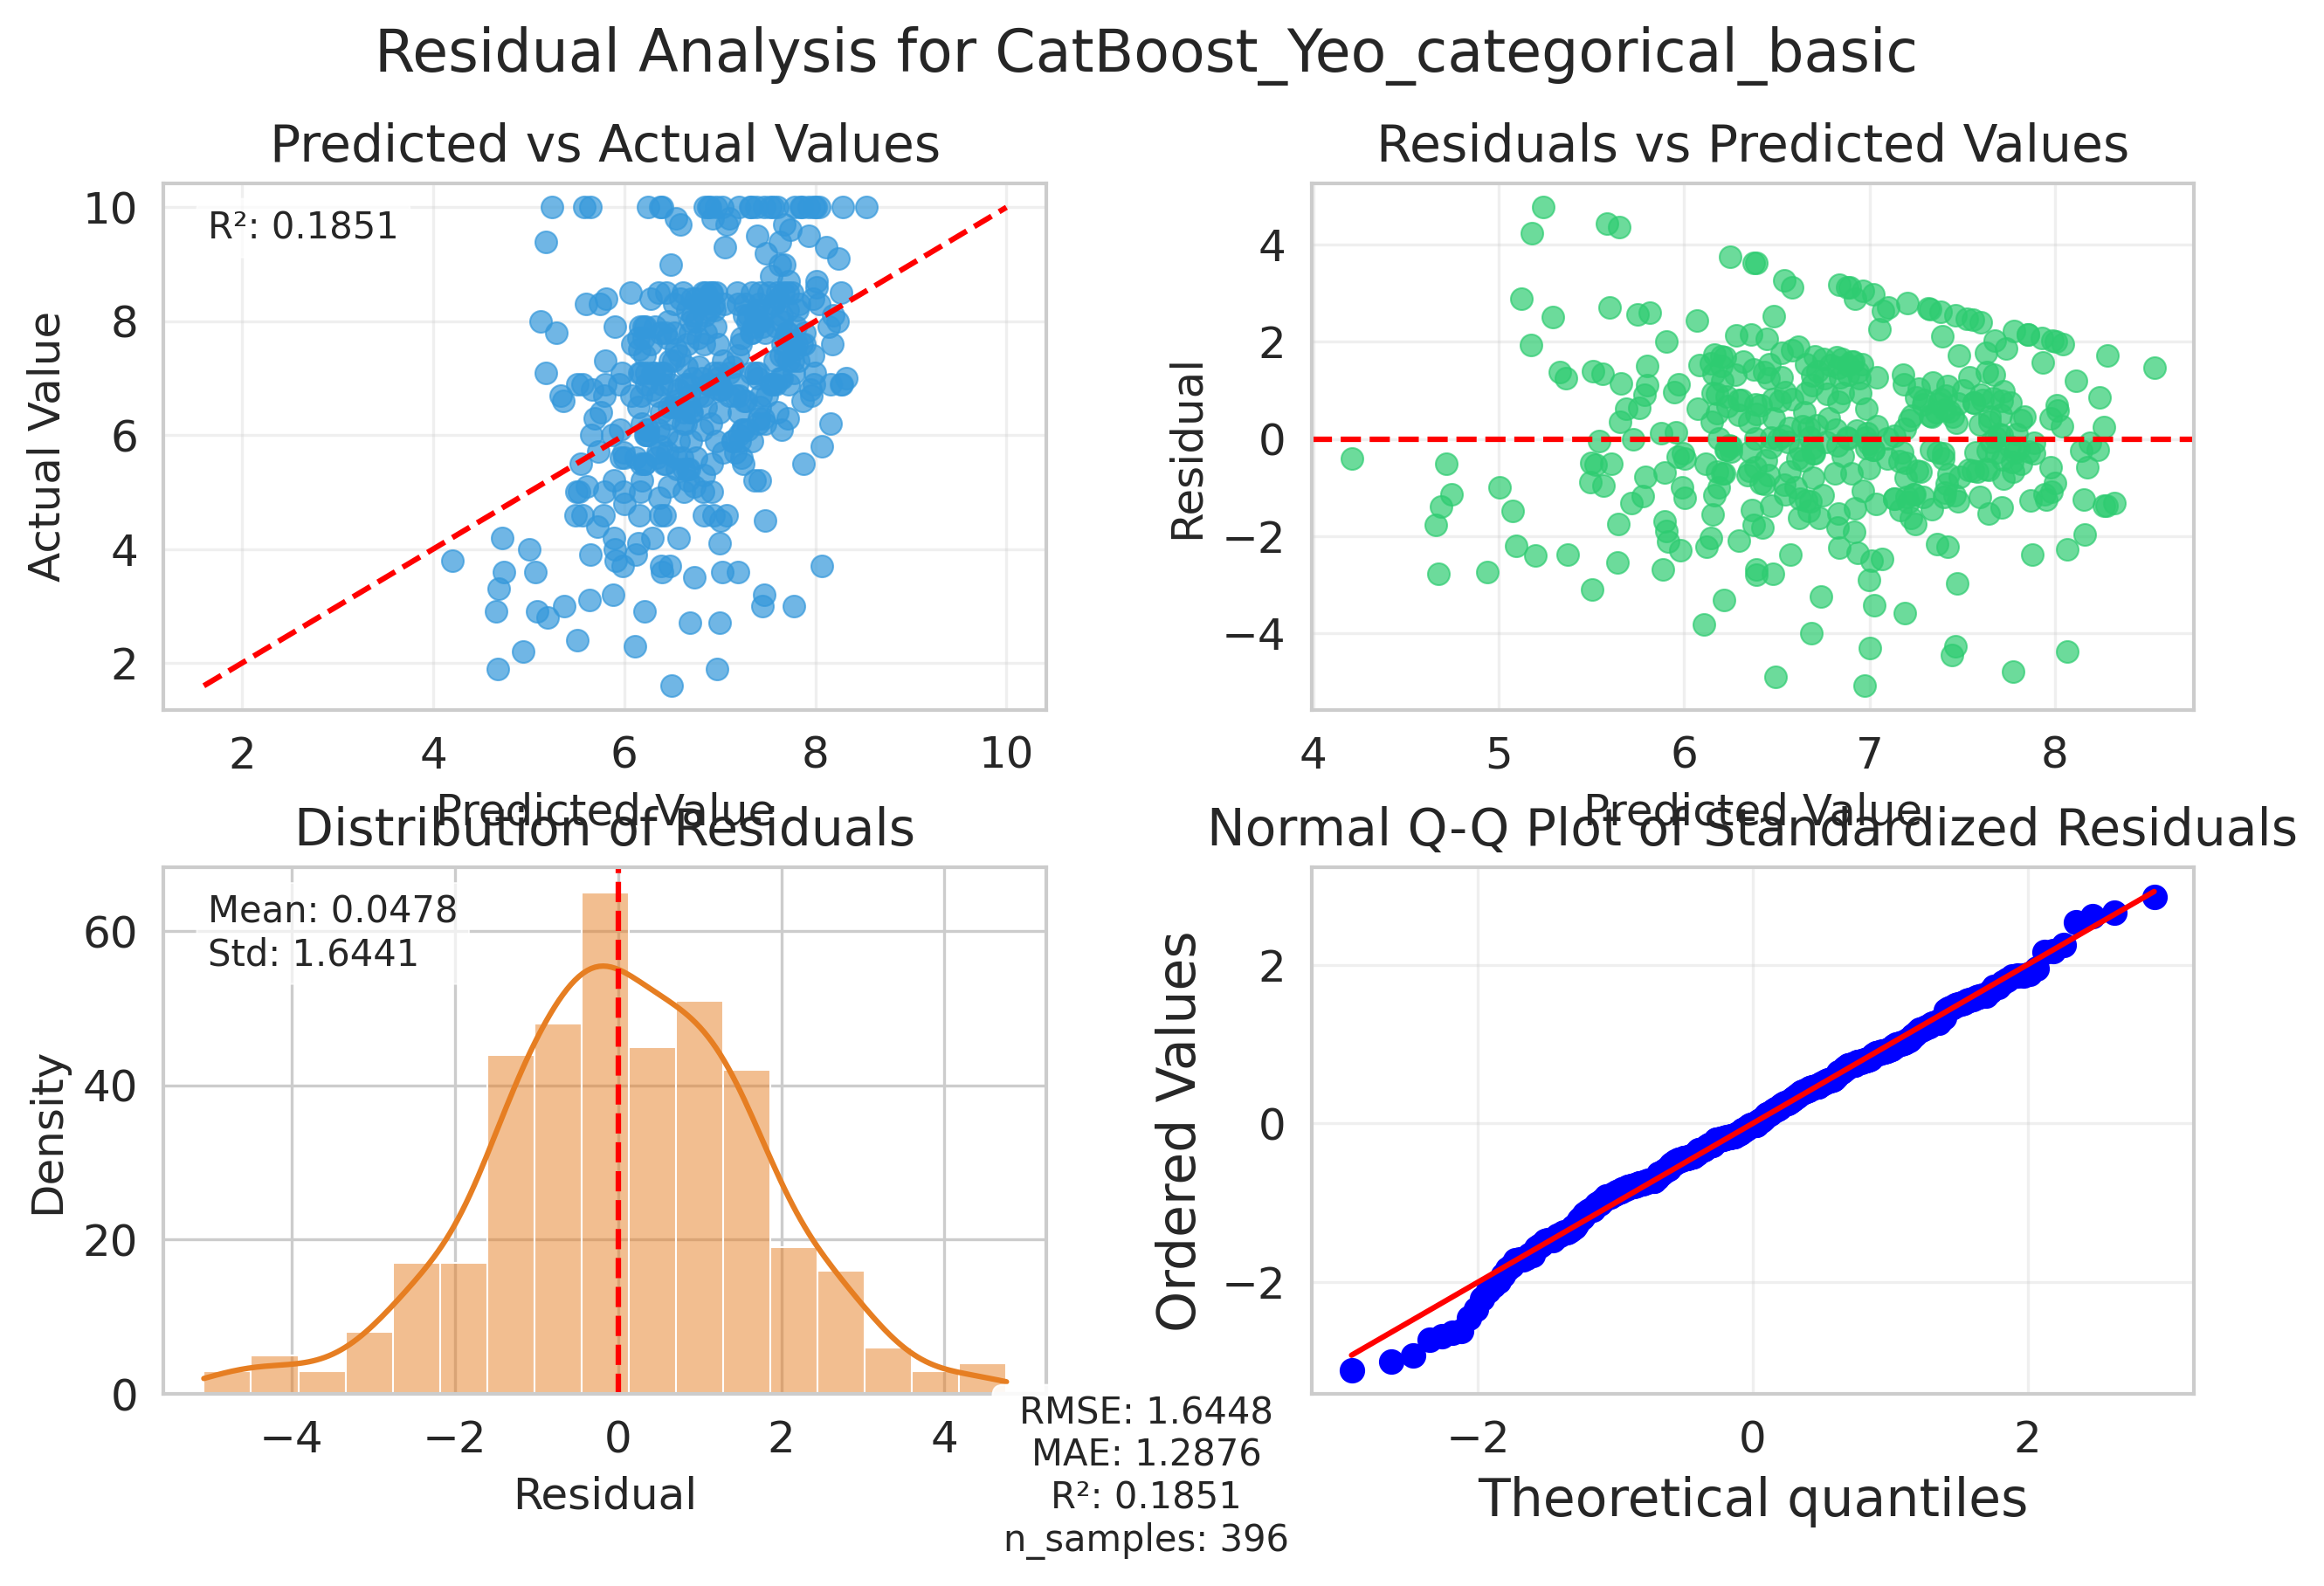 Residual Analysis for CatBoost_Yeo_categorical_basic
Predicted vs Actual Values
R²: 0.1851
Actual Value
10
8
6
4
2
2 4 6 8 10
Predicted Value
Residuals vs Predicted Values
Residual
4
2
0
−2
−4
4 5 6 7 8
Predicted Value
Distribution of Residuals
Mean: 0.0478
Std: 1.6441
Density
60
40
20
0
−4 −2 0 2 4
Residual
Normal Q-Q Plot of Standardized Residuals
Ordered Values
2
0
−2
−2 0 2
Theoretical quantiles
RMSE: 1.6448
MAE: 1.2876
R²: 0.1851
n_samples: 396